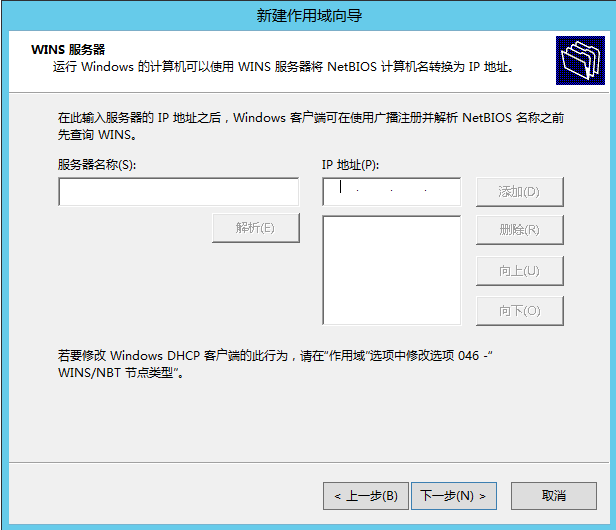 新建作用域向导
WINS 服务器
运行 Windows 的计算机可以使用 WINS 服务器将 NetBIOS 计算机名转换为 IP 地址。
在此输入服务器的 IP 地址之后，Windows 客户端可在使用广播注册并解析 NetBIOS 名称之前
先查询 WINS。
服务器名称(S):
IP 地址(P):
添加(D)
解析(E)
删除(R)
向上(U)
向下(O)
若要修改 Windows DHCP 客户端的此行为，请在“作用域”选项中修改选项 046 -“
WINS/NBT 节点类型”。
< 上一步(B)
下一步(N) >
取消